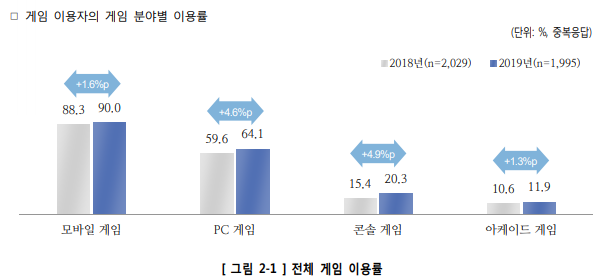 □ 게임 이용자의 게임 분야별 이용률
(단위: %, 중복응답)
2018년(n=2,029) 2019년(n=1,995)
+1.6%p
88.3 90.0
+4.6%p
59.6 64.1
+4.9%p
15.4 20.3
+1.3%p
10.6 11.9
모바일 게임 PC 게임 콘솔 게임 아케이드 게임
[ 그림 2-1 ] 전체 게임 이용률